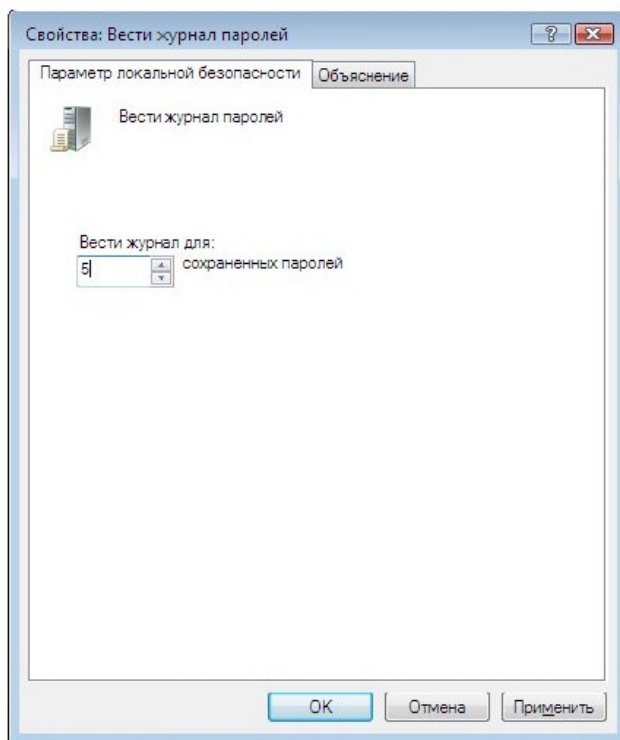 Свойства: Вести журнал паролей
Параметр локальной безопасности Объяснение
Вести журнал паролей
Вести журнал для:
5 сохраненных паролей
OK Отмена Применить